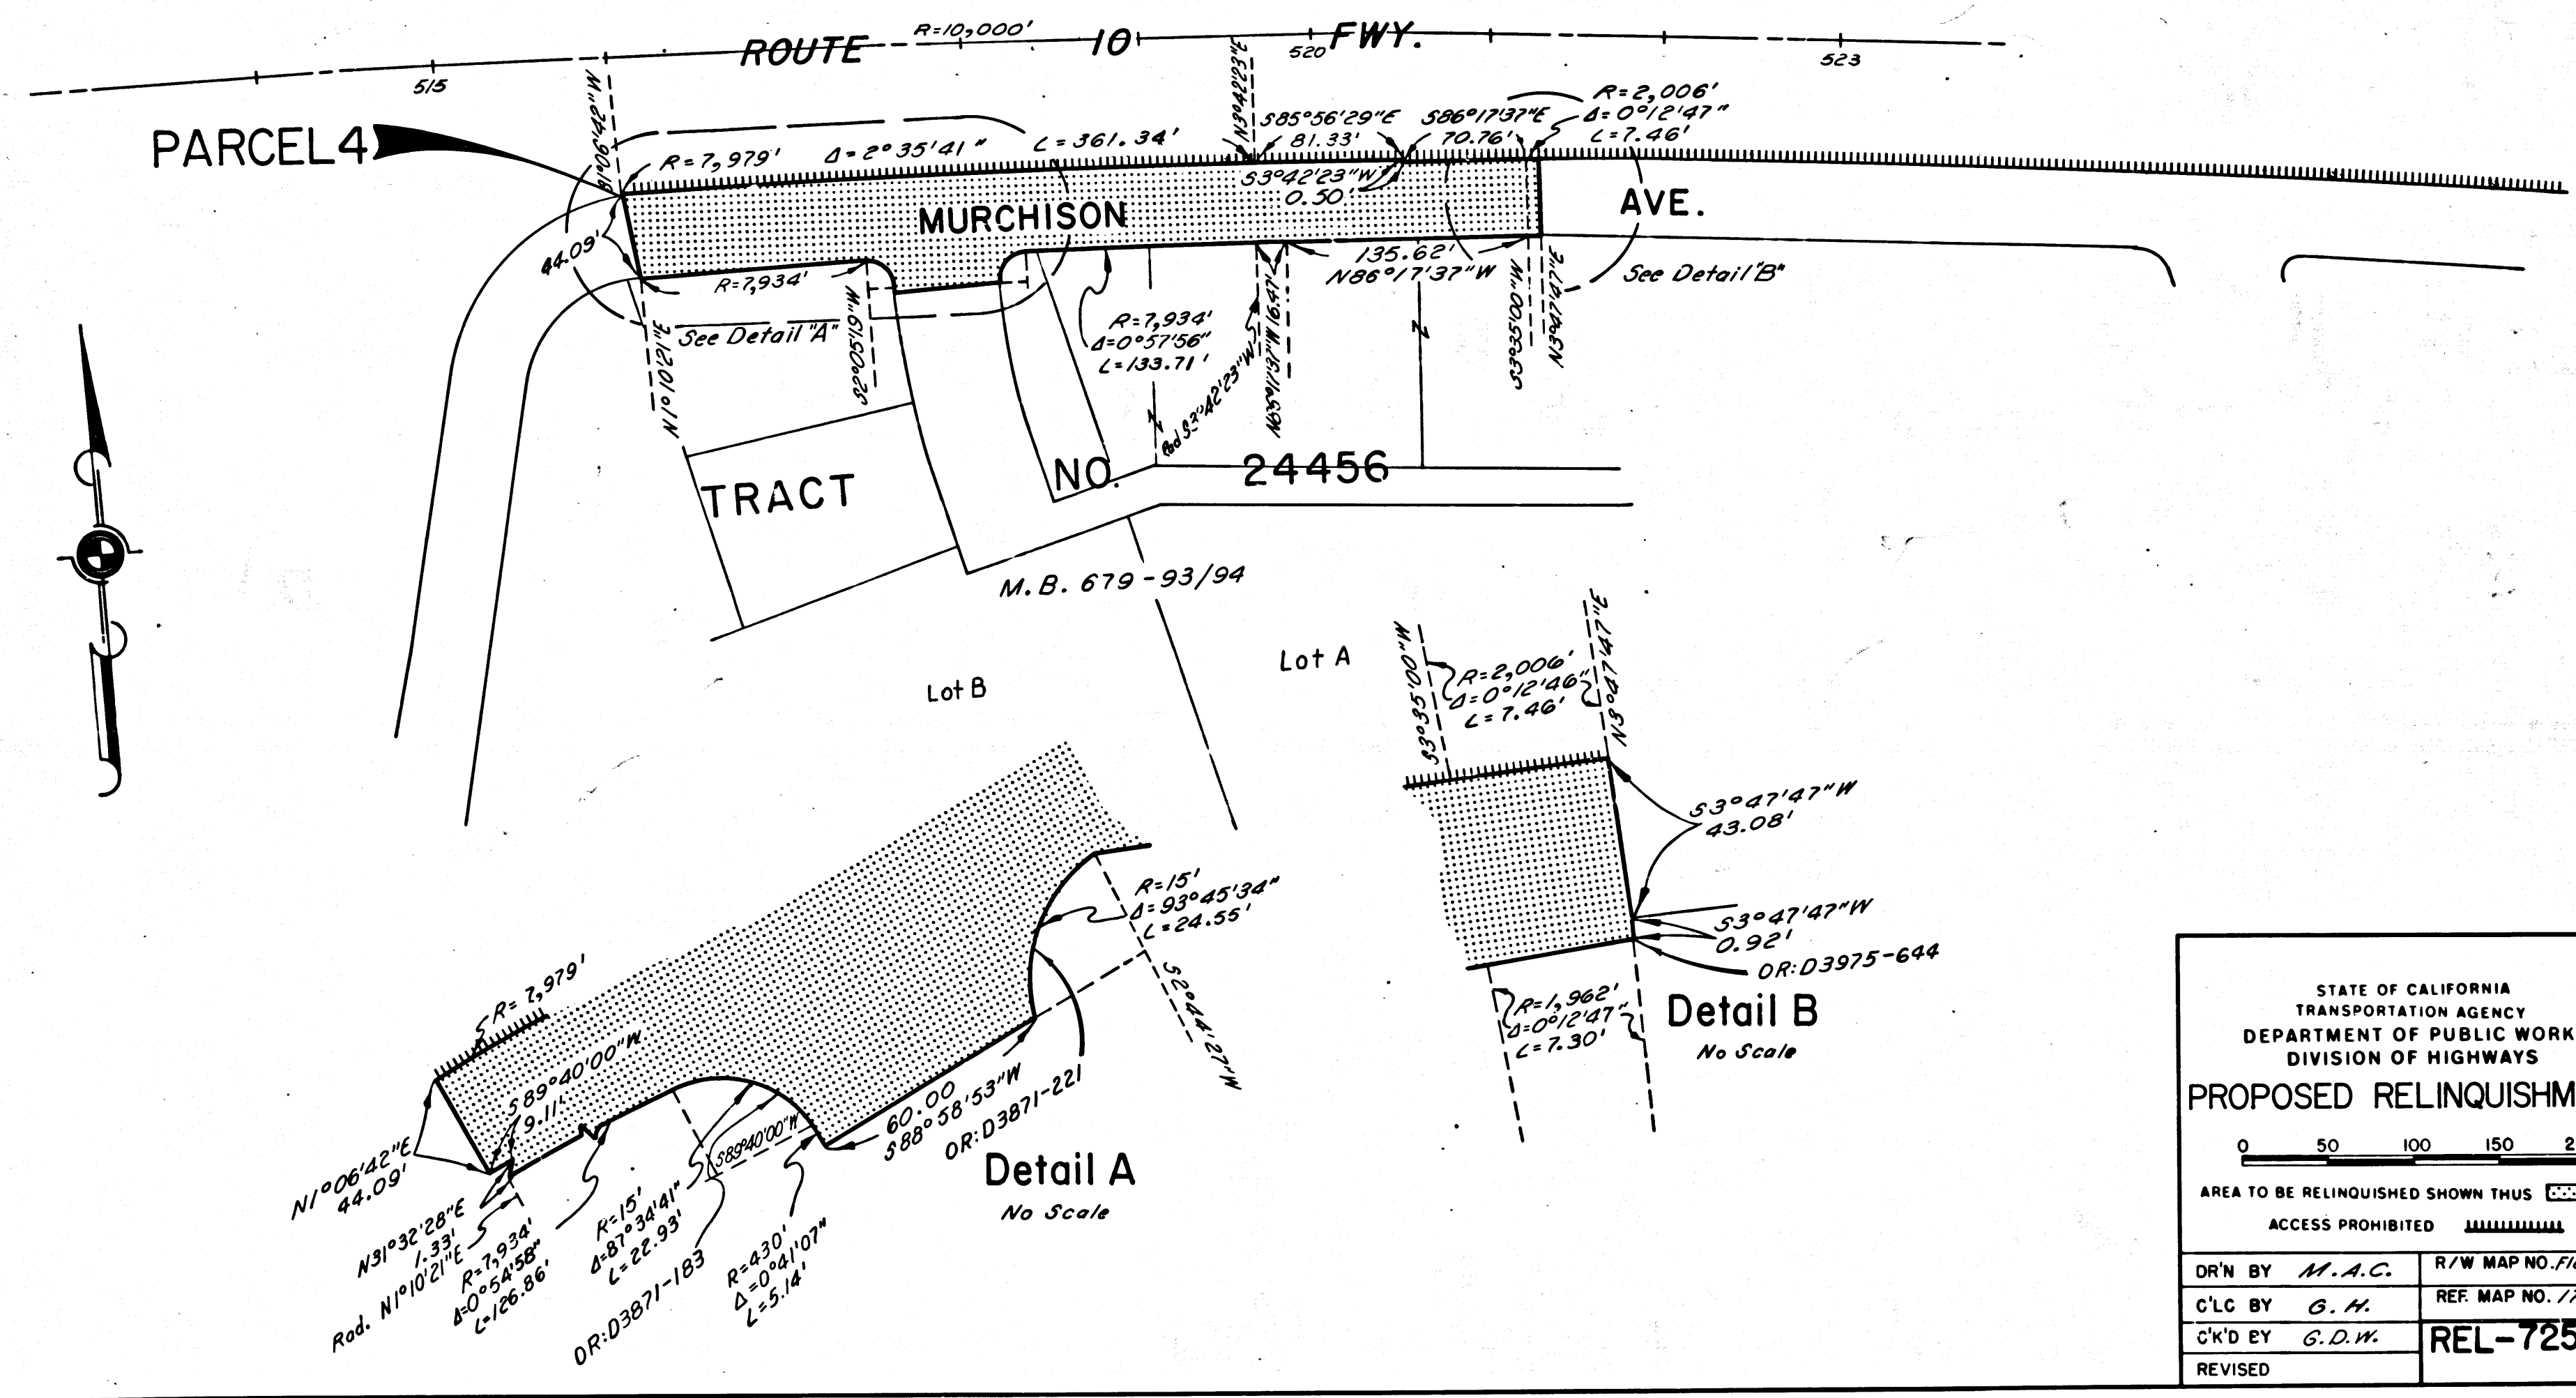 ROUTE
R=10,000'
10
FWY.
515
520
523
PARCEL 4
N1°06'42"W
R=7,979'
Δ=2°35'41"
L=361.34'
N3°42'23"E
S85°56'29"E
81.33'
S86°17'37"E
70.76'
R=2,006'
Δ=0°12'47"
L=7.46'
S3°42'23"W
0.50'
MURCHISON
AVE.
44.09'
R=7,934'
See Detail "A"
N1°10'21"E
S2°05'19"W
R=7,934'
Δ=0°57'56"
L=133.71'
Rad S3°42'23"W
135.62'
N86°17'37"W
S3°35'00"W
N3°47'47"E
See Detail "B"
TRACT
NO.
24456
M.B. 679-93/94
Lot B
Lot A
S3°35'00"W
R=2,006'
Δ=0°12'46"
L=7.46'
N3°47'47"E
S3°47'47"W
43.08'
S3°47'47"W
0.92'
OR:D3975-644
R=1,962'
Δ=0°12'47"
L=7.30'
Detail B
No Scale
R=7,979'
S89°40'00"W
9.11'
N1°06'42"E
44.09'
N31°32'28"E
1.33'
Rad. N1°10'21"E
R=7,934'
Δ=0°54'58"
L=126.86'
R=15'
Δ=87°34'41"
L=22.93'
OR:D3871-183
S89°40'00"W
R=430'
Δ=0°41'07"
L=5.14'
60.00
S88°58'53"W
OR:D3871-221
R=15'
Δ=93°45'34"
L=24.55'
S2°44'27"W
Detail A
No Scale
STATE OF CALIFORNIA
TRANSPORTATION AGENCY
DEPARTMENT OF PUBLIC WORK
DIVISION OF HIGHWAYS
PROPOSED RELINQUISHM
0 50 100 150 2
AREA TO BE RELINQUISHED SHOWN THUS
ACCESS PROHIBITED
DR'N BY M.A.C.
R/W MAP NO.
C'LC BY G.H.
REF. MAP NO.
C'K'D BY G.D.W.
REL-725
REVISED